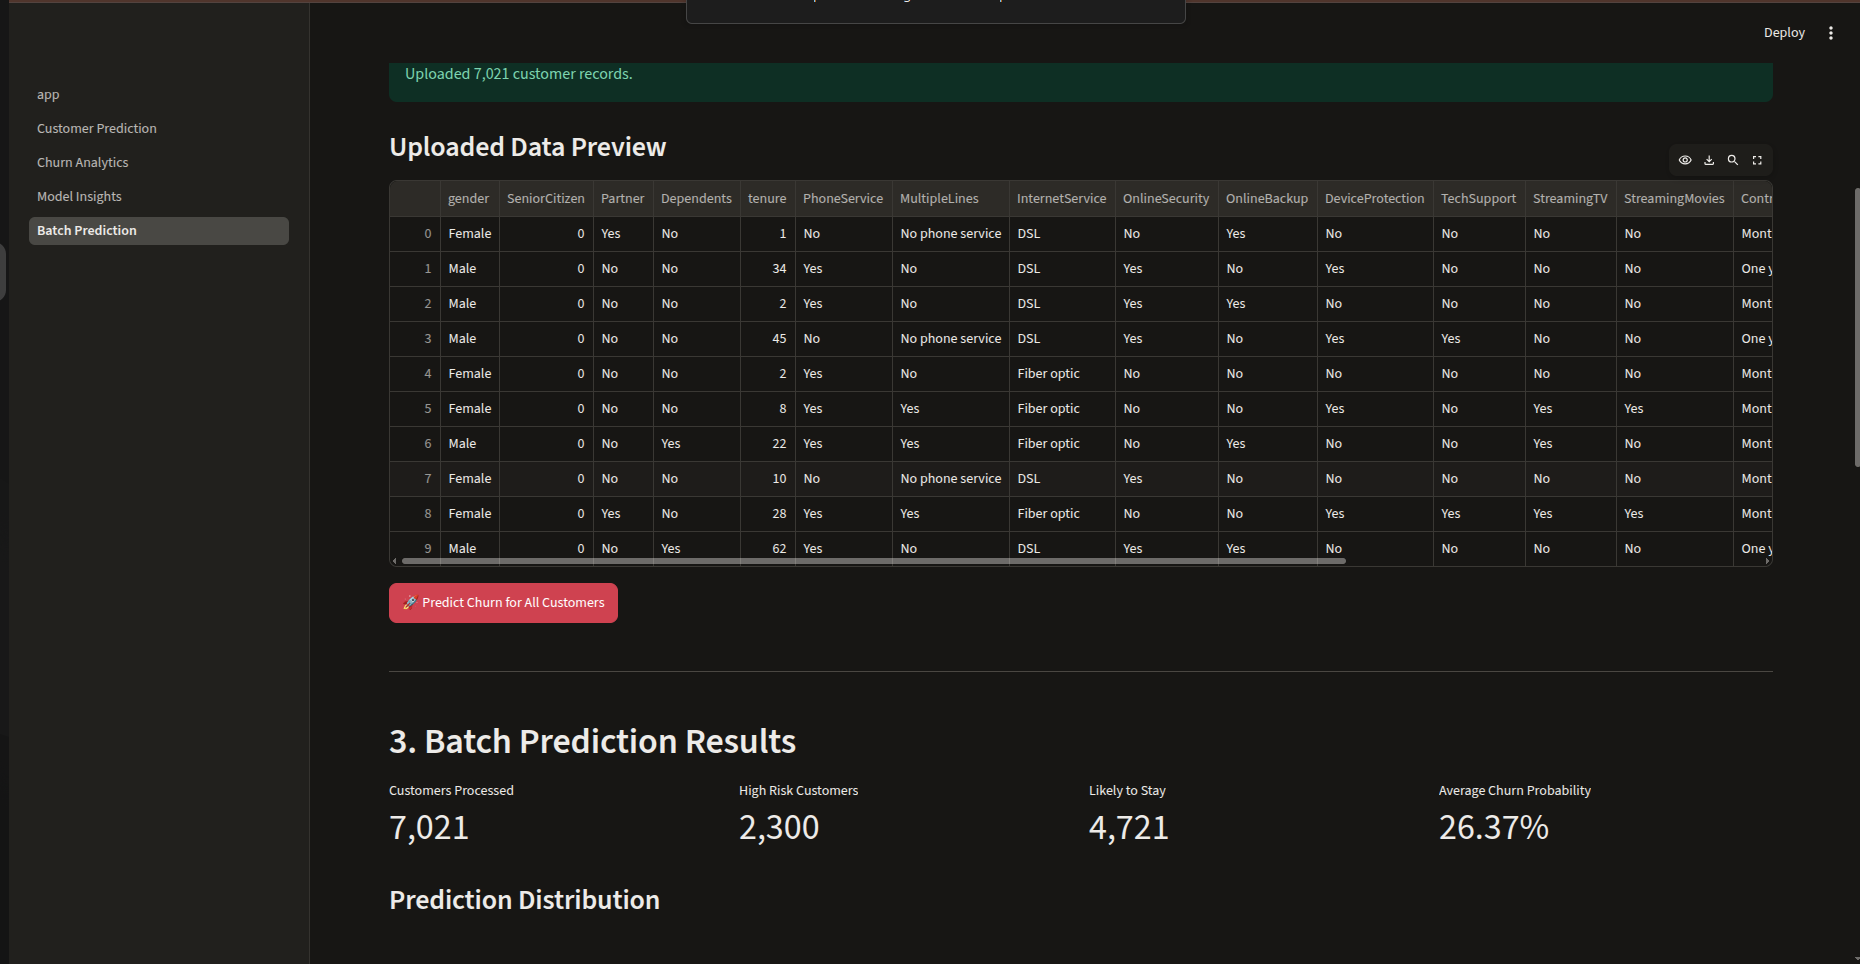 Deploy
app
Customer Prediction
Churn Analytics
Model Insights
Batch Prediction
Uploaded 7,021 customer records.
Uploaded Data Preview
gender SeniorCitizen Partner Dependents tenure PhoneService MultipleLines InternetService OnlineSecurity OnlineBackup DeviceProtection TechSupport StreamingTV StreamingMovies Contr
0 Female 0 Yes No 1 No No phone service DSL No Yes No No No No Mont
1 Male 0 No No 34 Yes No DSL Yes No Yes No No No One y
2 Male 0 No No 2 Yes No DSL Yes Yes No No No No Mont
3 Male 0 No No 45 No No phone service DSL Yes No Yes Yes No No One y
4 Female 0 No No 2 Yes No Fiber optic No No No No No No Mont
5 Female 0 No No 8 Yes Yes Fiber optic No No Yes No Yes Yes Mont
6 Male 0 No Yes 22 Yes Yes Fiber optic No Yes No No Yes No Mont
7 Female 0 No No 10 No No phone service DSL Yes No No No No No Mont
8 Female 0 Yes No 28 Yes Yes Fiber optic No No Yes Yes Yes Yes Mont
9 Male 0 No Yes 62 Yes No DSL Yes Yes No No No No One y
🚀 Predict Churn for All Customers
3. Batch Prediction Results
Customers Processed High Risk Customers Likely to Stay Average Churn Probability
7,021 2,300 4,721 26.37%
Prediction Distribution